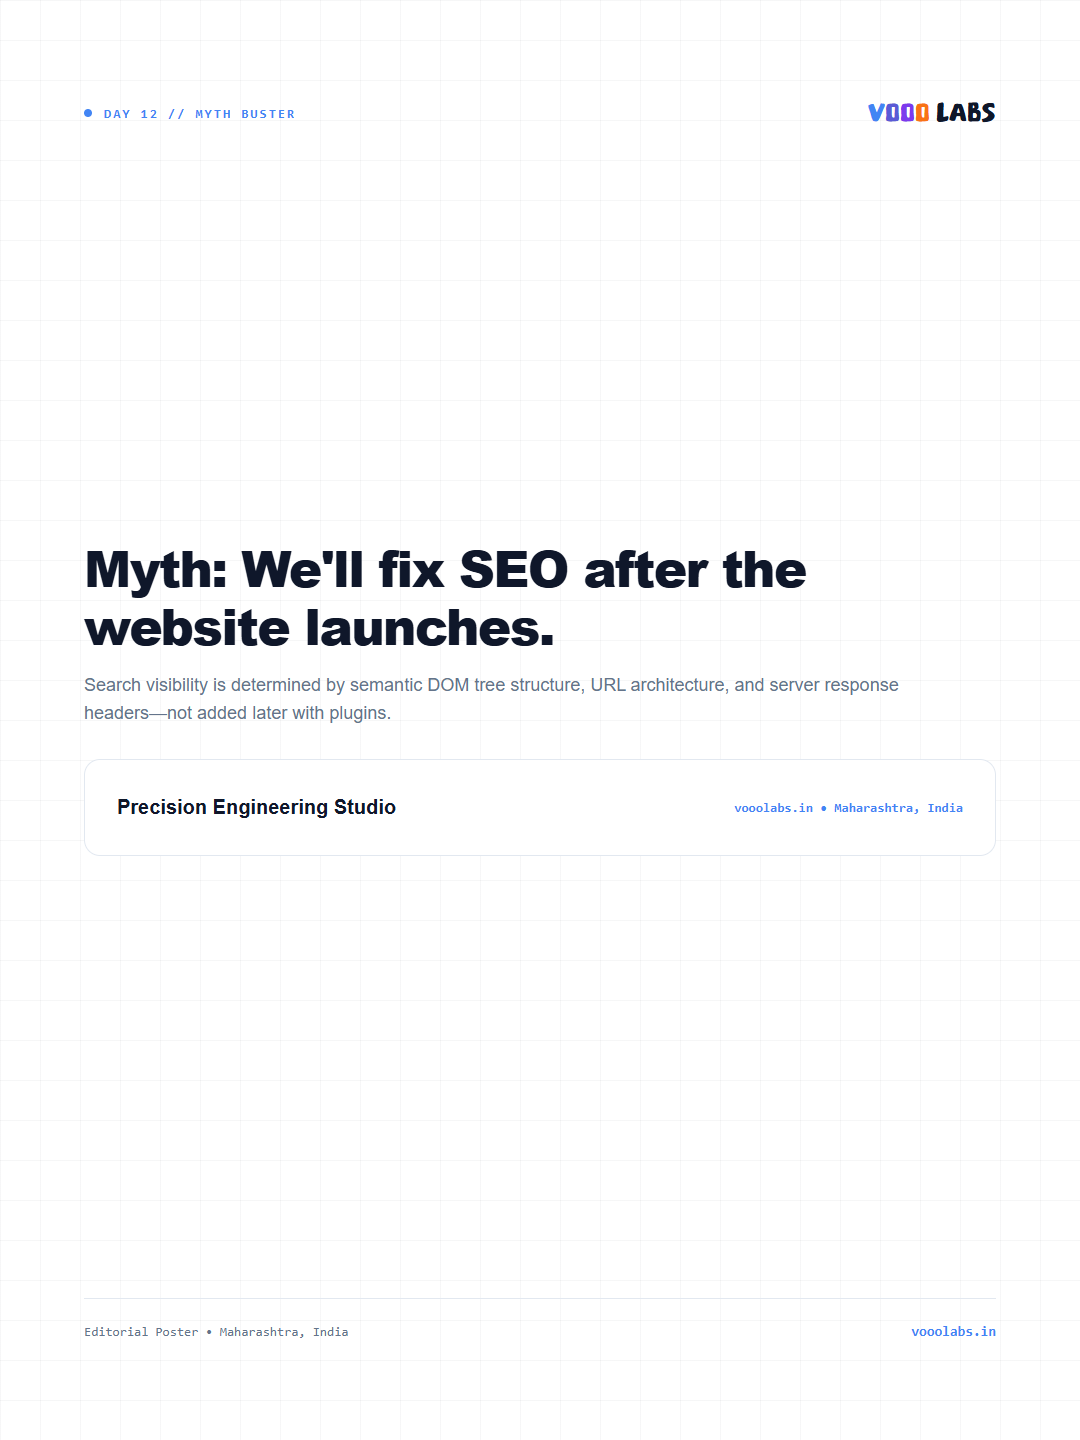 DAY 12 // MYTH BUSTER
VOOO LABS
Myth: We'll fix SEO after the
website launches.
Search visibility is determined by semantic DOM tree structure, URL architecture, and server response
headers—not added later with plugins.
Precision Engineering Studio
vooolabs.in • Maharashtra, India
Editorial Poster • Maharashtra, India
vooolabs.in